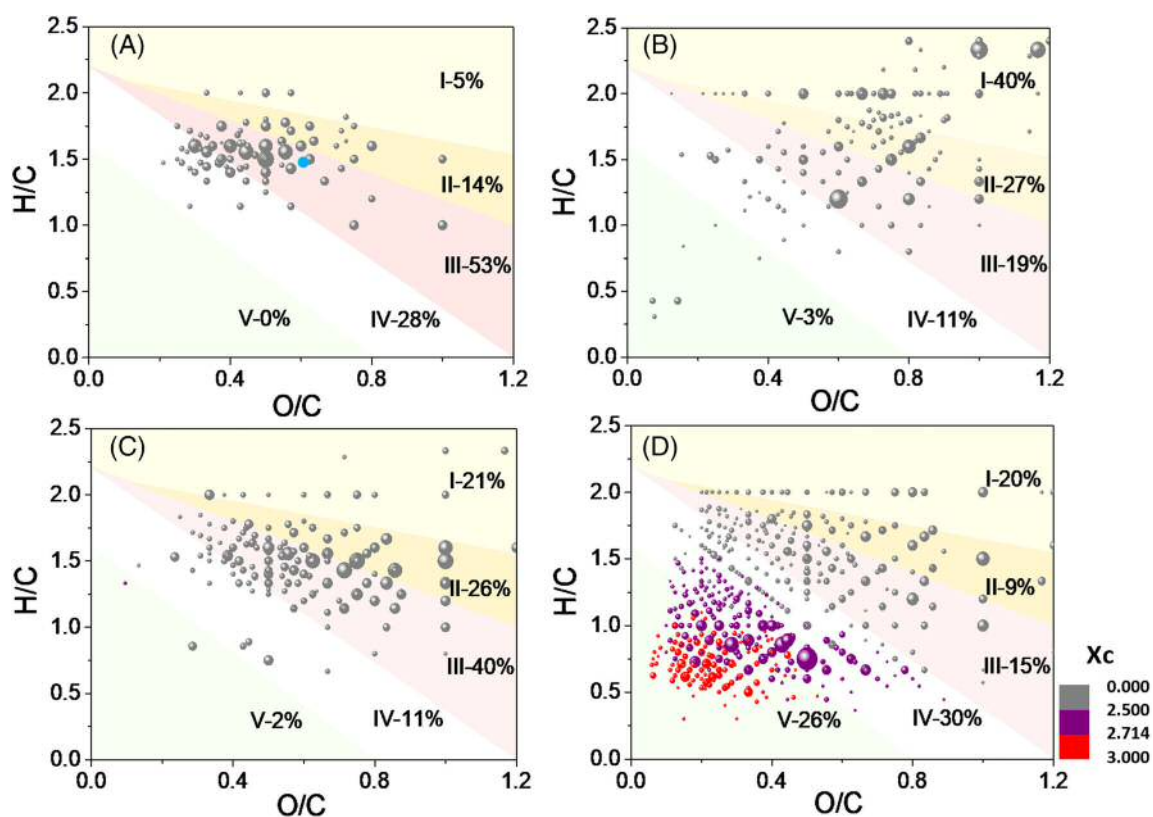 (A)
I-5%
II-14%
III-53%
IV-28%
V-0%
H/C
2.5
2.0
1.5
1.0
0.5
0.0
0.0 0.4 0.8 1.2
O/C
(B)
I-40%
II-27%
III-19%
IV-11%
V-3%
H/C
2.5
2.0
1.5
1.0
0.5
0.0
0.0 0.4 0.8 1.2
O/C
(C)
I-21%
II-26%
III-40%
IV-11%
V-2%
H/C
2.5
2.0
1.5
1.0
0.5
0.0
0.0 0.4 0.8 1.2
O/C
(D)
I-20%
II-9%
III-15%
IV-30%
V-26%
H/C
2.5
2.0
1.5
1.0
0.5
0.0
0.0 0.4 0.8 1.2
O/C
Xc
0.000
2.500
2.714
3.000